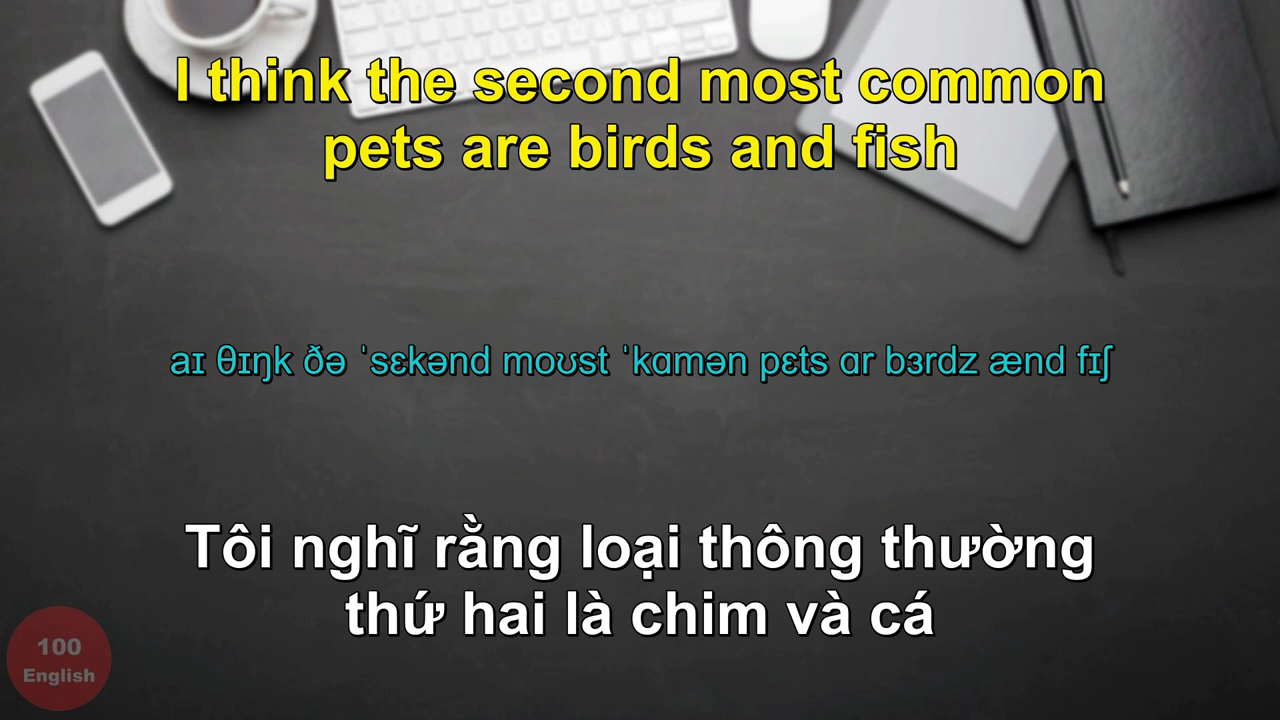 I think the second most common
pets are birds and fish
aɪ θɪŋk ðə ˈsɛkənd moʊst ˈkɑmən pɛts ɑr bɜrdz ænd fɪʃ
Tôi nghĩ rằng loại thông thường
thứ hai là chim và cá
100
English